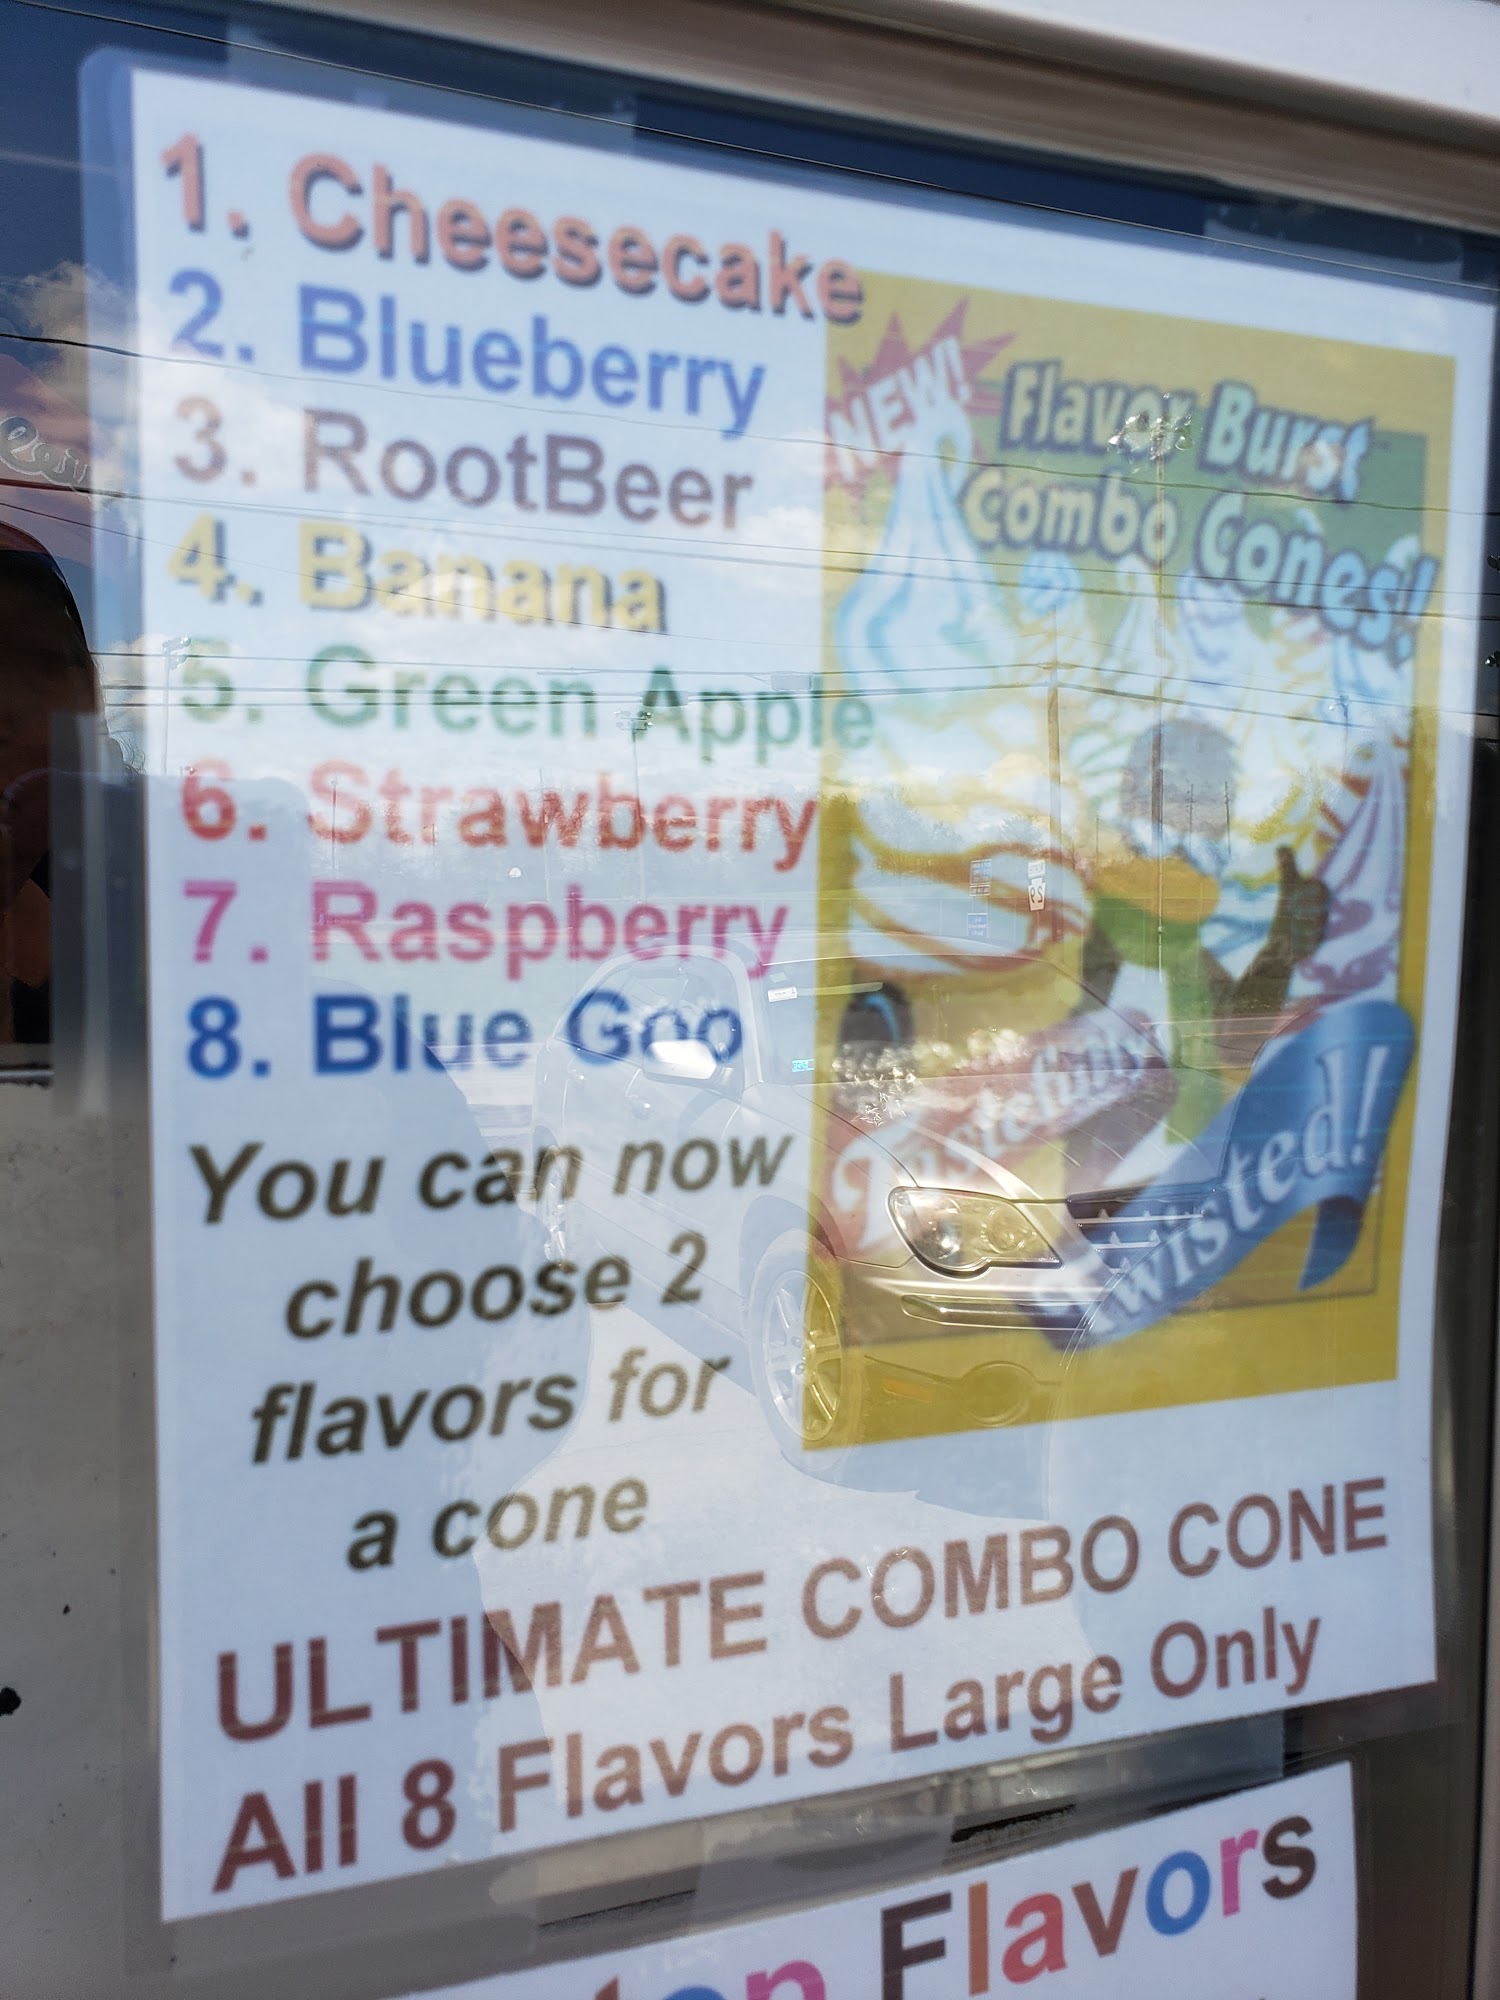 1. Cheesecake
2. Blueberry
3. RootBeer
4. Banana
5. Green Apple
6. Strawberry
7. Raspberry
8. Blue Goo
You can now
choose 2
flavors for
a cone
NEW!
Flavor Burst
Combo Cones!
Tastefully
Twisted!
ULTIMATE COMBO CONE
All 8 Flavors Large Only
Flavors